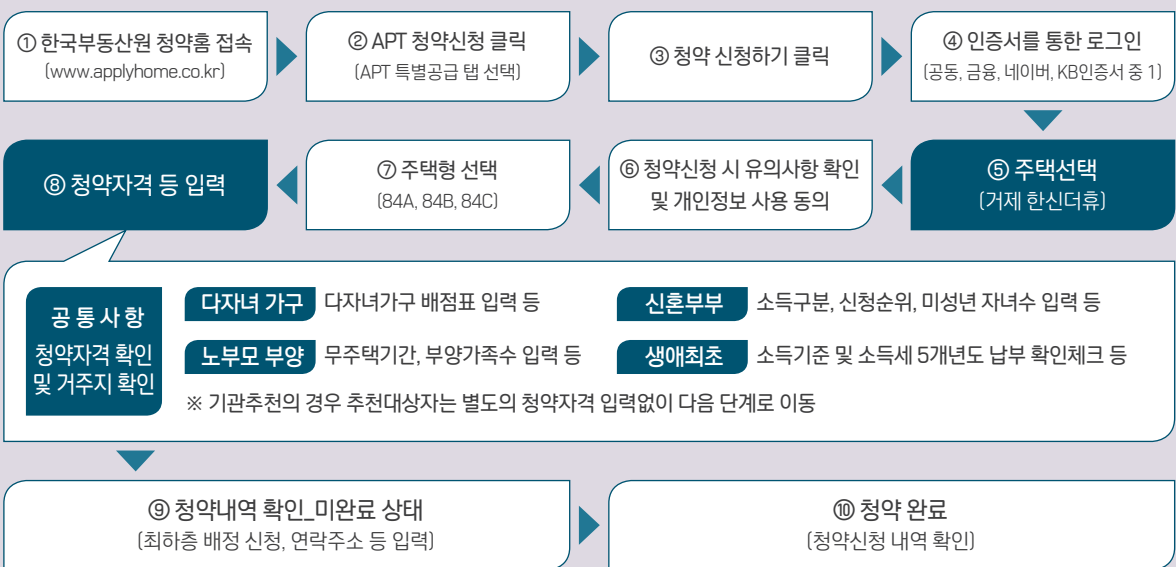 ① 한국부동산원 청약홈 접속
(www.applyhome.co.kr)
② APT 청약신청 클릭
(APT 특별공급 탭 선택)
③ 청약 신청하기 클릭
④ 인증서를 통한 로그인
(공동, 금융, 네이버, KB인증서 중 1)
⑤ 주택선택
(거제 한신더휴)
⑥ 청약신청 시 유의사항 확인
및 개인정보 사용 동의
⑦ 주택형 선택
(84A, 84B, 84C)
⑧ 청약자격 등 입력
공통사항
청약자격 확인
및 거주지 확인
다자녀 가구 다자녀가구 배점표 입력 등
신혼부부 소득구분, 신청순위, 미성년 자녀수 입력 등
노부모 부양 무주택기간, 부양가족수 입력 등
생애최초 소득기준 및 소득세 5개년도 납부 확인체크 등
※ 기관추천의 경우 추천대상자는 별도의 청약자격 입력없이 다음 단계로 이동
⑨ 청약내역 확인_미완료 상태
(최하층 배정 신청, 연락주소 등 입력)
⑩ 청약 완료
(청약신청 내역 확인)